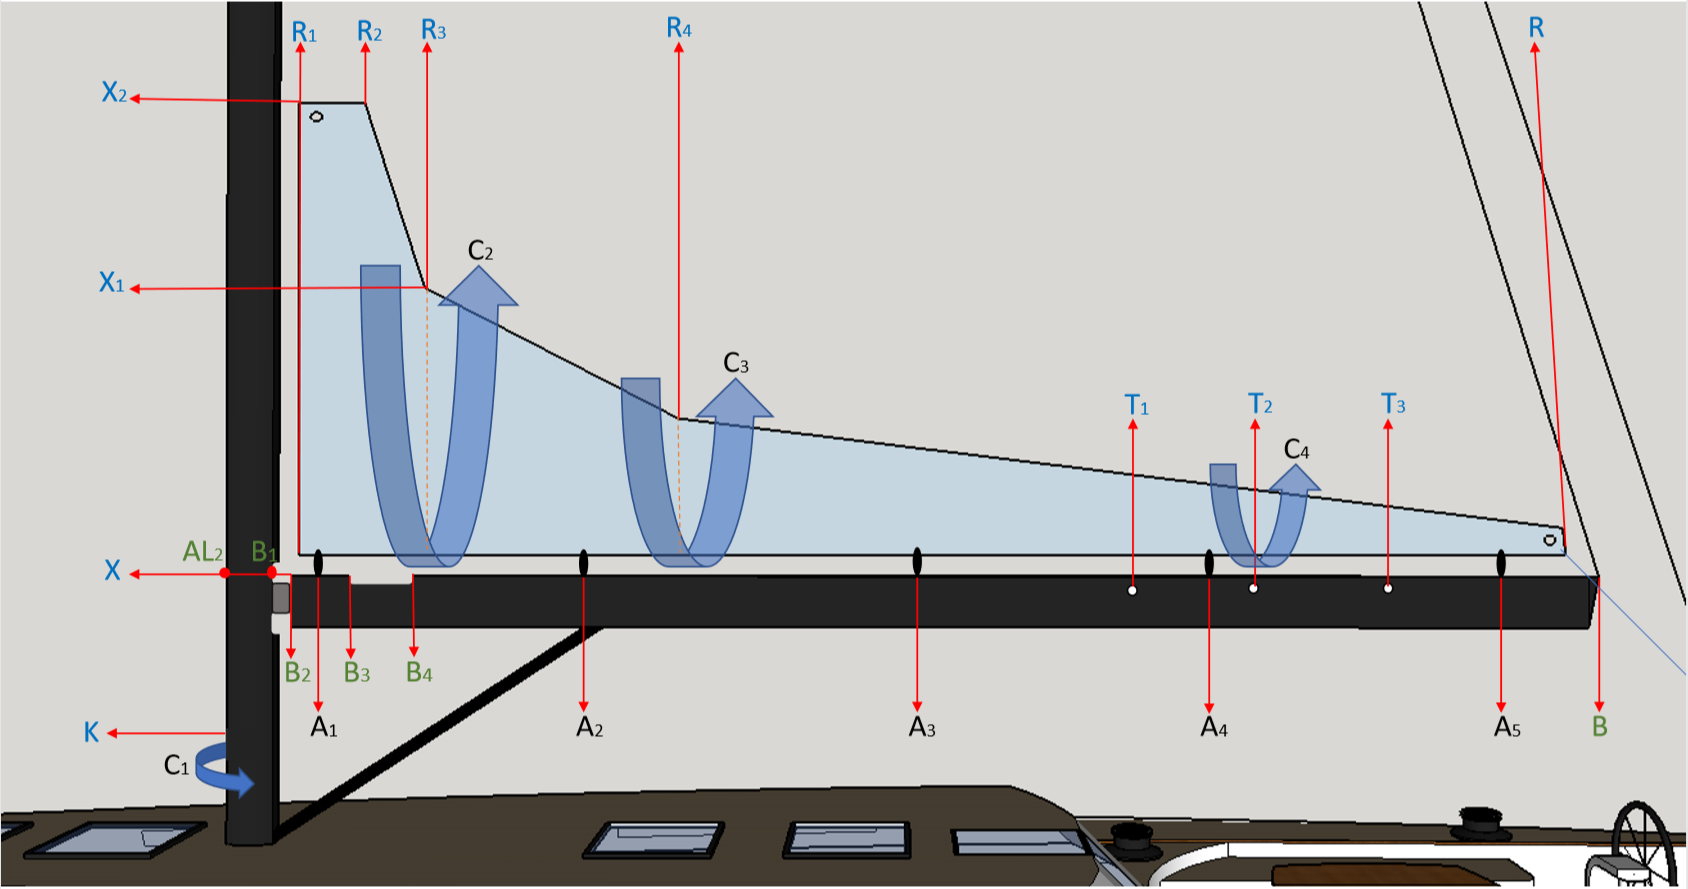 R1 R2 R3 R4 R
X2
C2
X1
C3
T1 T2 T3
C4
AL2 B1
X
B2 B3 B4
A1 A2 A3 A4 A5 B
K
C1